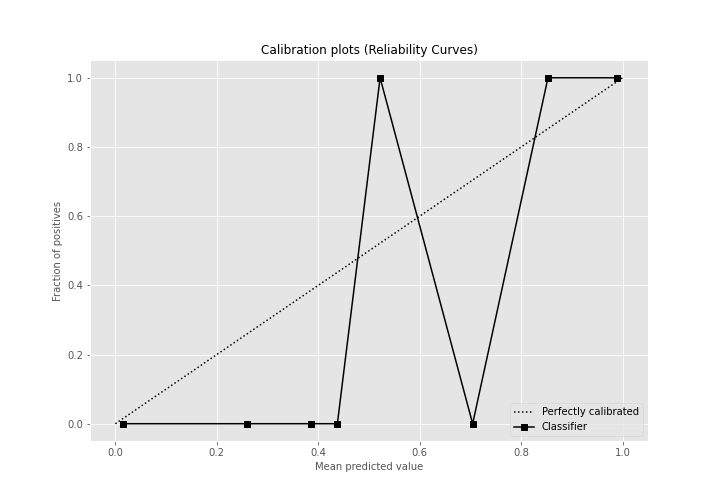 Calibration plots (Reliability Curves)
1.0
0.8
0.6
0.4
0.2
0.0
Fraction of positives
0.0 0.2 0.4 0.6 0.8 1.0
Mean predicted value
Perfectly calibrated
Classifier